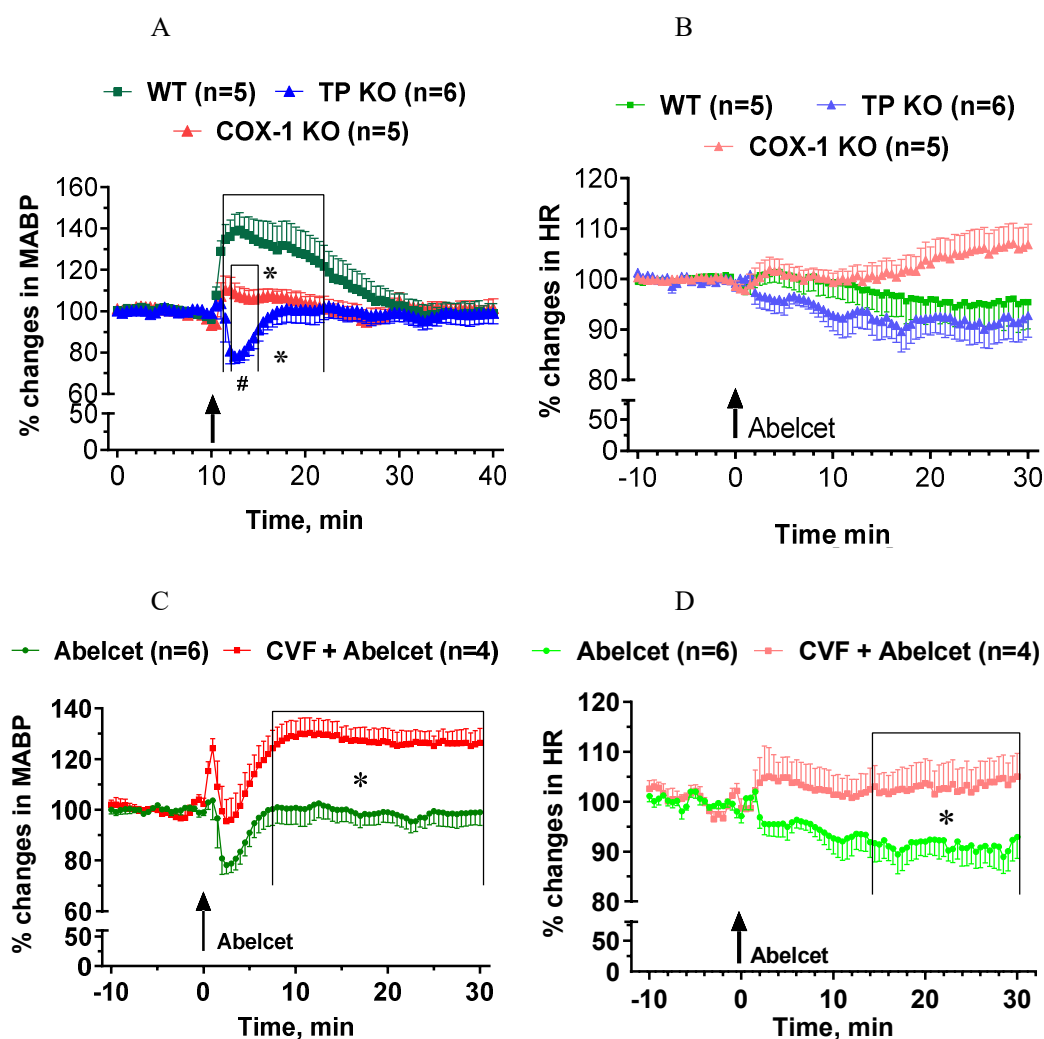 A
WT (n=5) TP KO (n=6)
COX-1 KO (n=5)
% changes in MABP
160
140
120
100
80
60
50
0
*
*
#
0 10 20 30 40
Time, min
B
WT (n=5) TP KO (n=6)
COX-1 KO (n=5)
% changes in HR
120
110
100
90
80
50
0
Abelcet
-10 0 10 20 30
Time min
C
Abelcet (n=6) CVF + Abelcet (n=4)
% changes in MABP
140
120
100
80
60
50
0
*
Abelcet
-10 0 10 20 30
Time, min
D
Abelcet (n=6) CVF + Abelcet (n=4)
% changes in HR
120
110
100
90
80
50
0
*
Abelcet
-10 0 10 20 30
Time, min